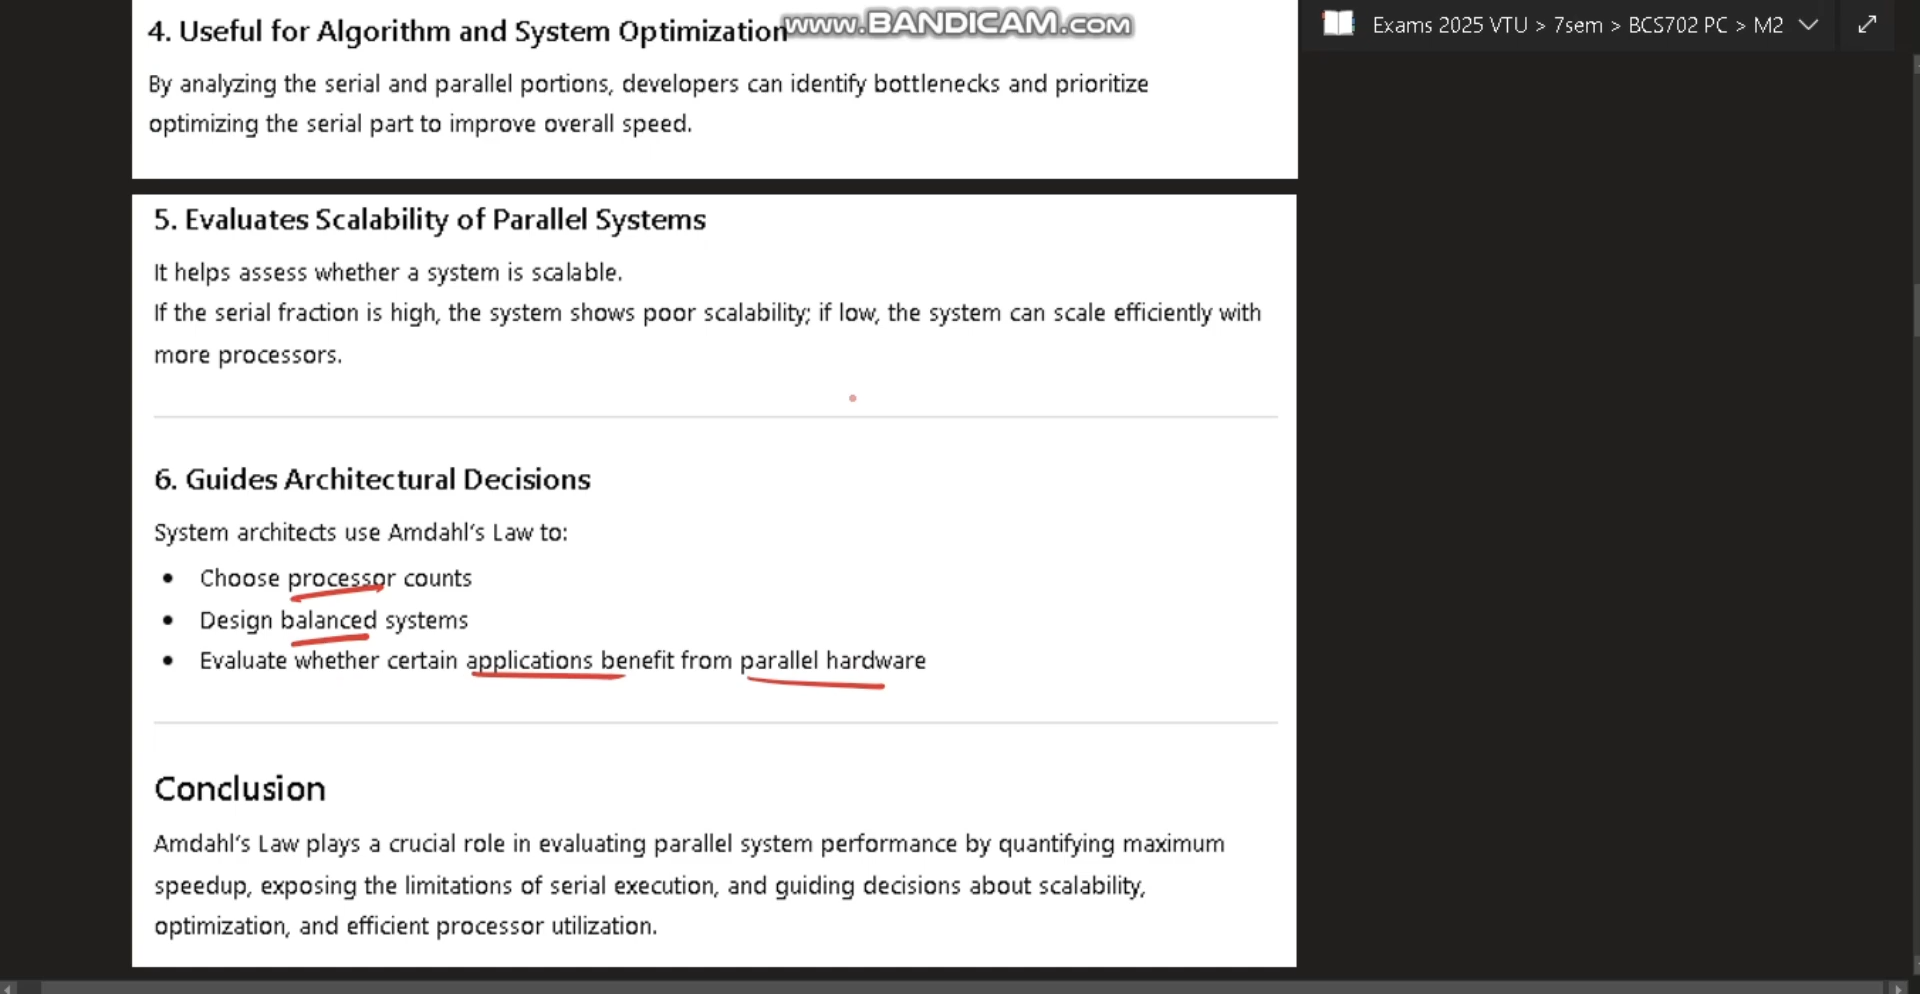 4. Useful for Algorithm and System Optimization
www.BANDICAM.com
Exams 2025 VTU > 7sem > BCS702 PC > M2
By analyzing the serial and parallel portions, developers can identify bottlenecks and prioritize
optimizing the serial part to improve overall speed.
5. Evaluates Scalability of Parallel Systems
It helps assess whether a system is scalable.
If the serial fraction is high, the system shows poor scalability; if low, the system can scale efficiently with
more processors.
6. Guides Architectural Decisions
System architects use Amdahl's Law to:
• Choose processor counts
• Design balanced systems
• Evaluate whether certain applications benefit from parallel hardware
Conclusion
Amdahl's Law plays a crucial role in evaluating parallel system performance by quantifying maximum
speedup, exposing the limitations of serial execution, and guiding decisions about scalability,
optimization, and efficient processor utilization.